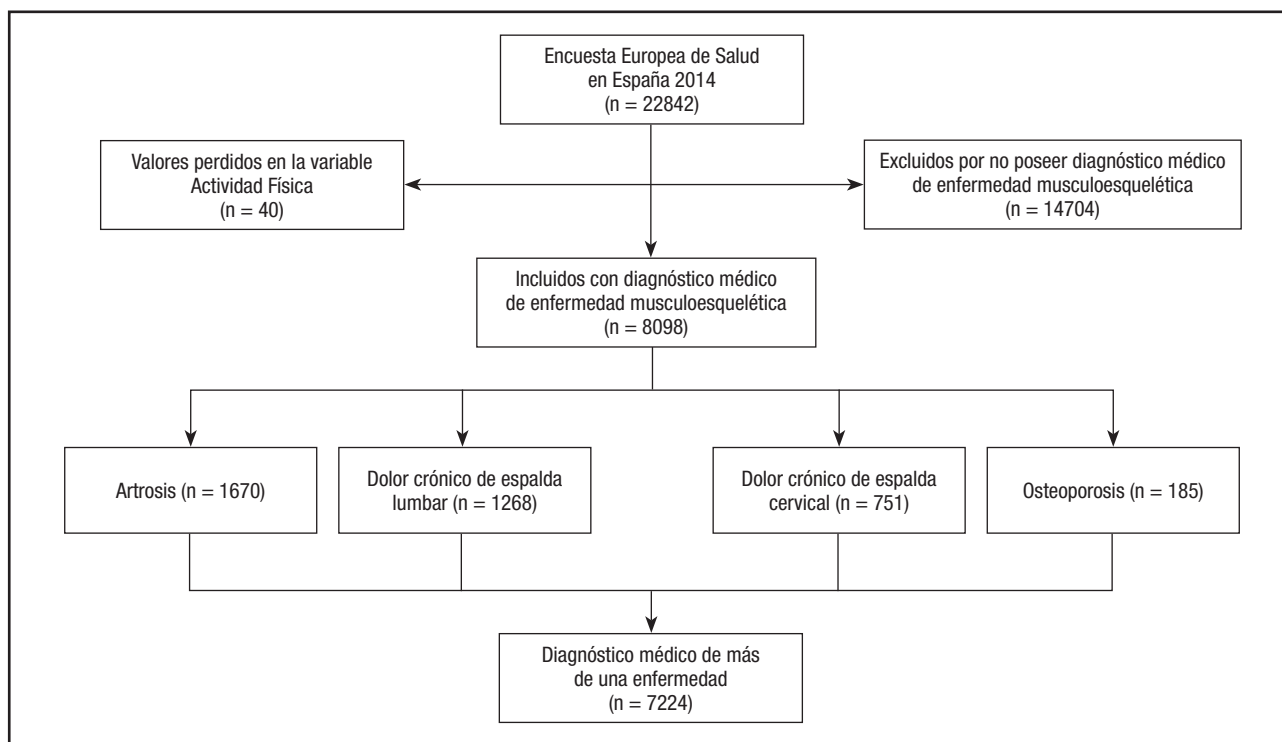 Encuesta Europea de Salud
en España 2014
(n = 22842)
Valores perdidos en la variable
Actividad Física
(n = 40)
Excluidos por no poseer diagnóstico médico
de enfermedad musculoesquelética
(n = 14704)
Incluidos con diagnóstico médico
de enfermedad musculoesquelética
(n = 8098)
Artrosis (n = 1670)
Dolor crónico de espalda
lumbar (n = 1268)
Dolor crónico de espalda
cervical (n = 751)
Osteoporosis (n = 185)
Diagnóstico médico de más
de una enfermedad
(n = 7224)